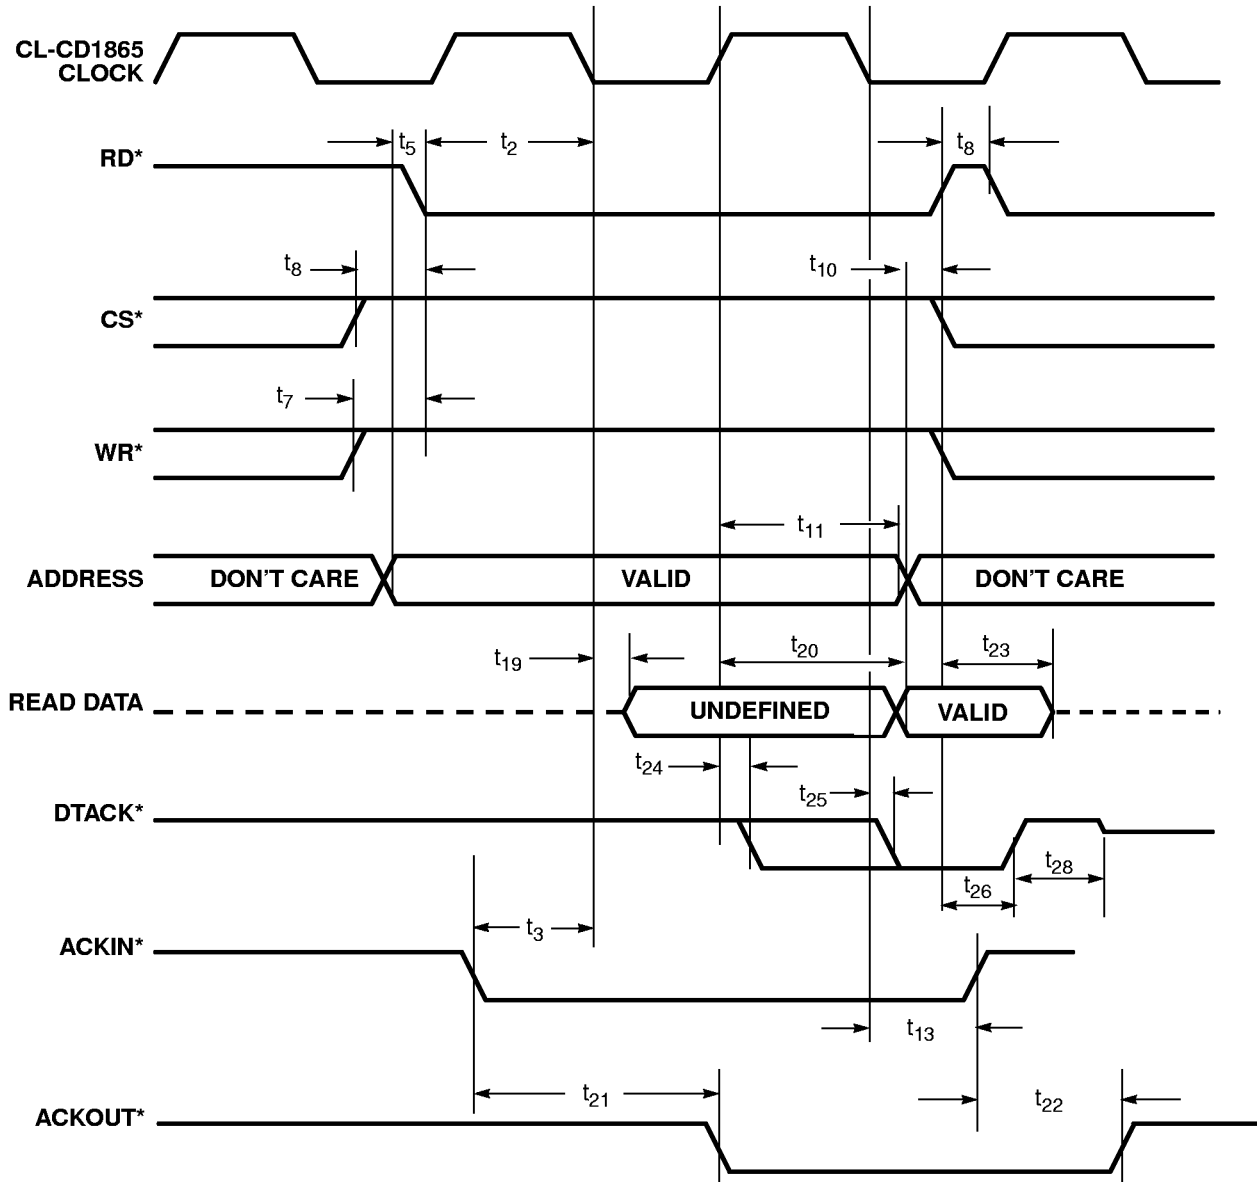 CL-CD1865
CLOCK
t5 t2 t8
RD*
t8 t10
CS*
t7
WR*
t11
ADDRESS DON'T CARE VALID DON'T CARE
t19 t20 t23
READ DATA UNDEFINED VALID
t24
t25
DTACK*
t28
t26
t3
ACKIN*
t13
t21 t22
ACKOUT*